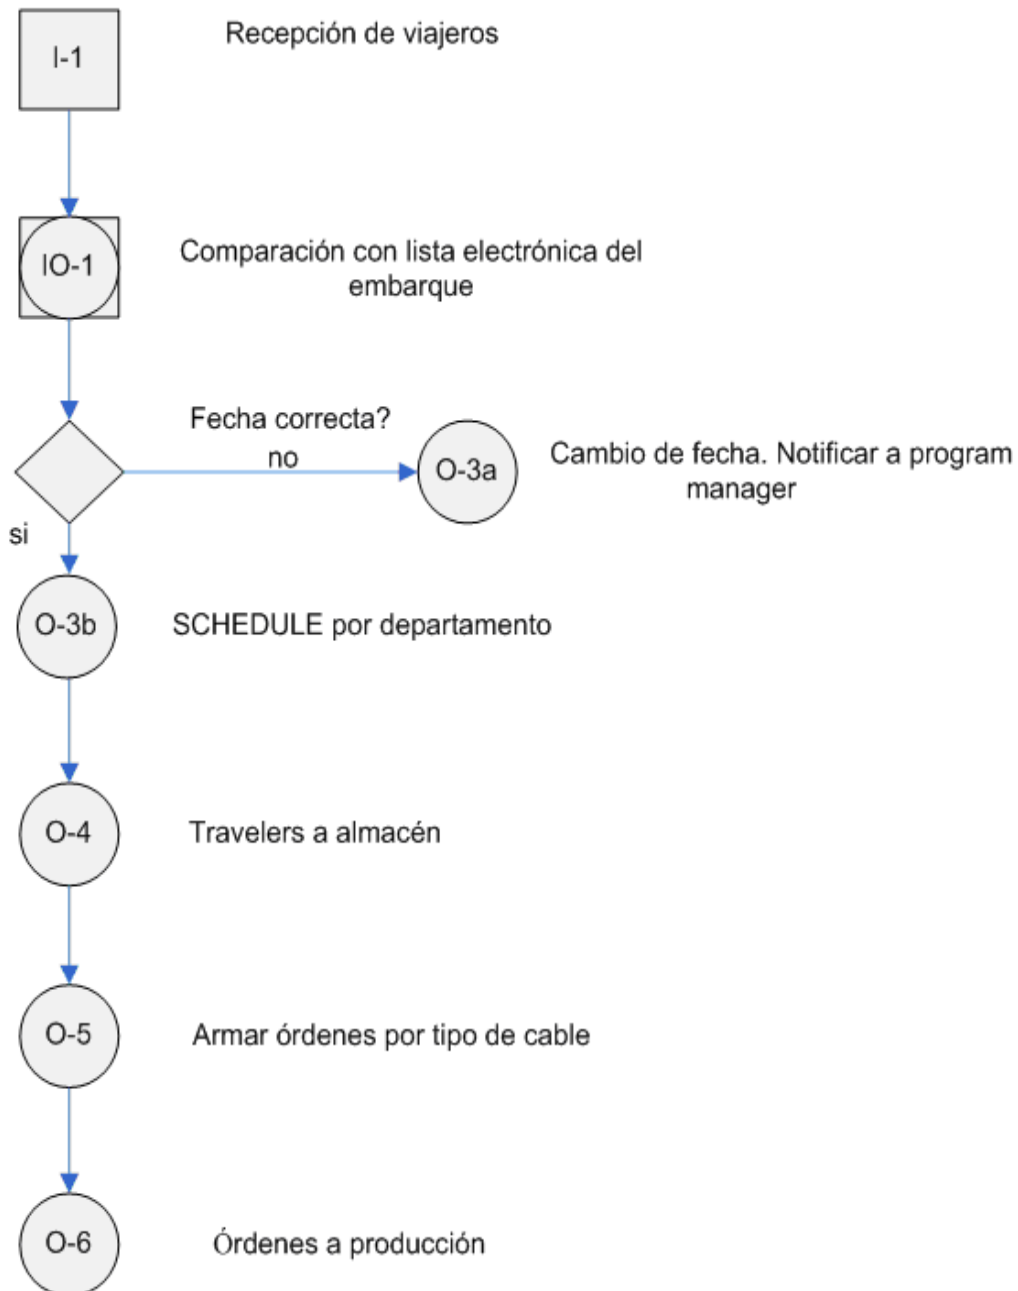 I-1
Recepción de viajeros
IO-1
Comparación con lista electrónica del
embarque
Fecha correcta?
no
O-3a
Cambio de fecha. Notificar a program
manager
si
O-3b
SCHEDULE por departamento
O-4
Travelers a almacén
O-5
Armar órdenes por tipo de cable
O-6
Órdenes a producción